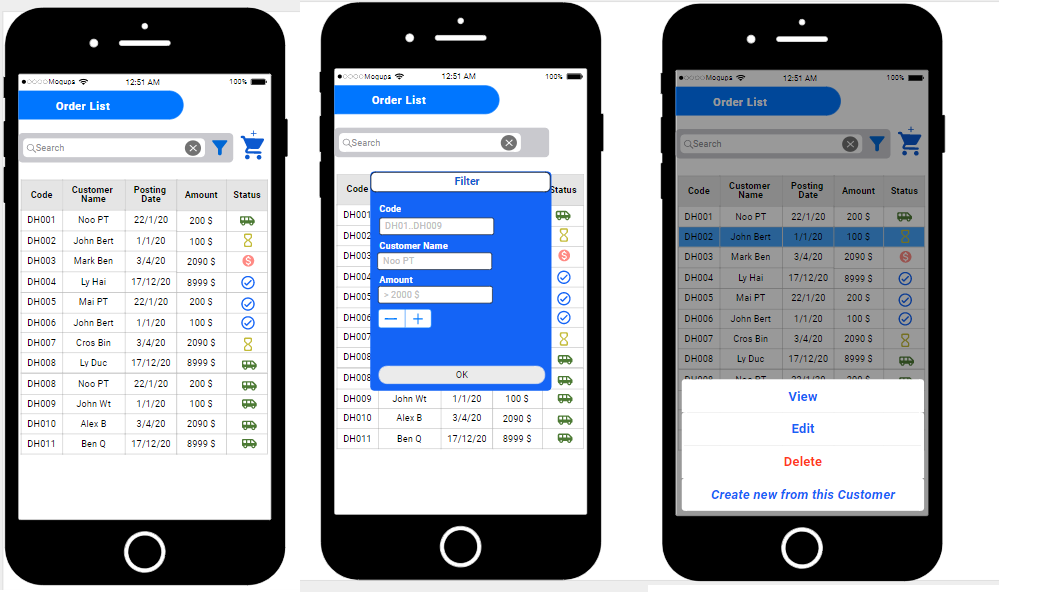 Moqups 12:51 AM 100%
Order List
Search
+
Code Customer Name Posting Date Amount Status
DH001 Noo PT 22/1/20 200 $
DH002 John Bert 1/1/20 100 $
DH003 Mark Ben 3/4/20 2090 $
DH004 Ly Hai 17/12/20 8999 $
DH005 Mai PT 22/1/20 200 $
DH006 John Bert 1/1/20 100 $
DH007 Cros Bin 3/4/20 2090 $
DH008 Ly Duc 17/12/20 8999 $
DH008 Noo PT 22/1/20 200 $
DH009 John Wt 1/1/20 100 $
DH010 Alex B 3/4/20 2090 $
DH011 Ben Q 17/12/20 8999 $
Moqups 12:51 AM 100%
Order List
Search
Code Status
Filter
DH001
Code
DH01..DH009
DH002
Customer Name
DH003
Noo PT
DH004
Amount
DH005
> 2000 $
DH006
DH007
DH008
DH008
OK
DH009 John Wt 1/1/20 100 $
DH010 Alex B 3/4/20 2090 $
DH011 Ben Q 17/12/20 8999 $
Moqups 12:51 AM 100%
Order List
Search
+
Code Customer Name Posting Date Amount Status
DH001 Noo PT 22/1/20 200 $
DH002 John Bert 1/1/20 100 $
DH003 Mark Ben 3/4/20 2090 $
DH004 Ly Hai 17/12/20 8999 $
DH005 Mai PT 22/1/20 200 $
DH006 John Bert 1/1/20 100 $
DH007 Cros Bin 3/4/20 2090 $
DH008 Ly Duc 17/12/20 8999 $
DH008 Noo PT 22/1/20 200 $
View
Edit
Delete
Create new from this Customer